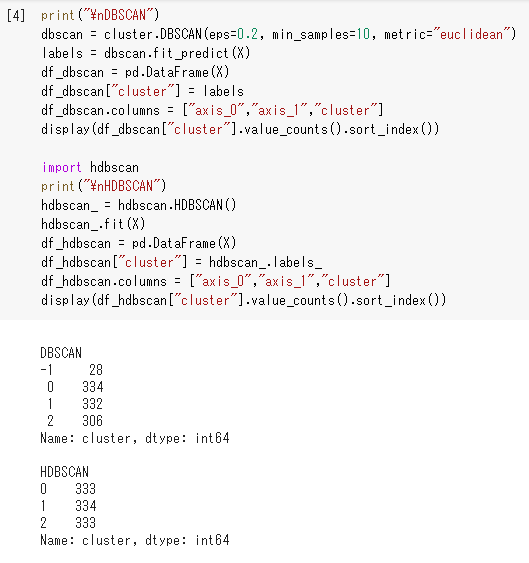 [4] print("¥nDBSCAN")
dbscan = cluster.DBSCAN(eps=0.2, min_samples=10, metric="euclidean")
labels = dbscan.fit_predict(X)
df_dbscan = pd.DataFrame(X)
df_dbscan["cluster"] = labels
df_dbscan.columns = ["axis_0","axis_1","cluster"]
display(df_dbscan["cluster"].value_counts().sort_index())
import hdbscan
print("¥nHDBSCAN")
hdbscan_ = hdbscan.HDBSCAN()
hdbscan_.fit(X)
df_hdbscan = pd.DataFrame(X)
df_hdbscan["cluster"] = hdbscan_.labels_
df_hdbscan.columns = ["axis_0","axis_1","cluster"]
display(df_hdbscan["cluster"].value_counts().sort_index())
DBSCAN
-1 28
0 334
1 332
2 306
Name: cluster, dtype: int64
HDBSCAN
0 333
1 334
2 333
Name: cluster, dtype: int64